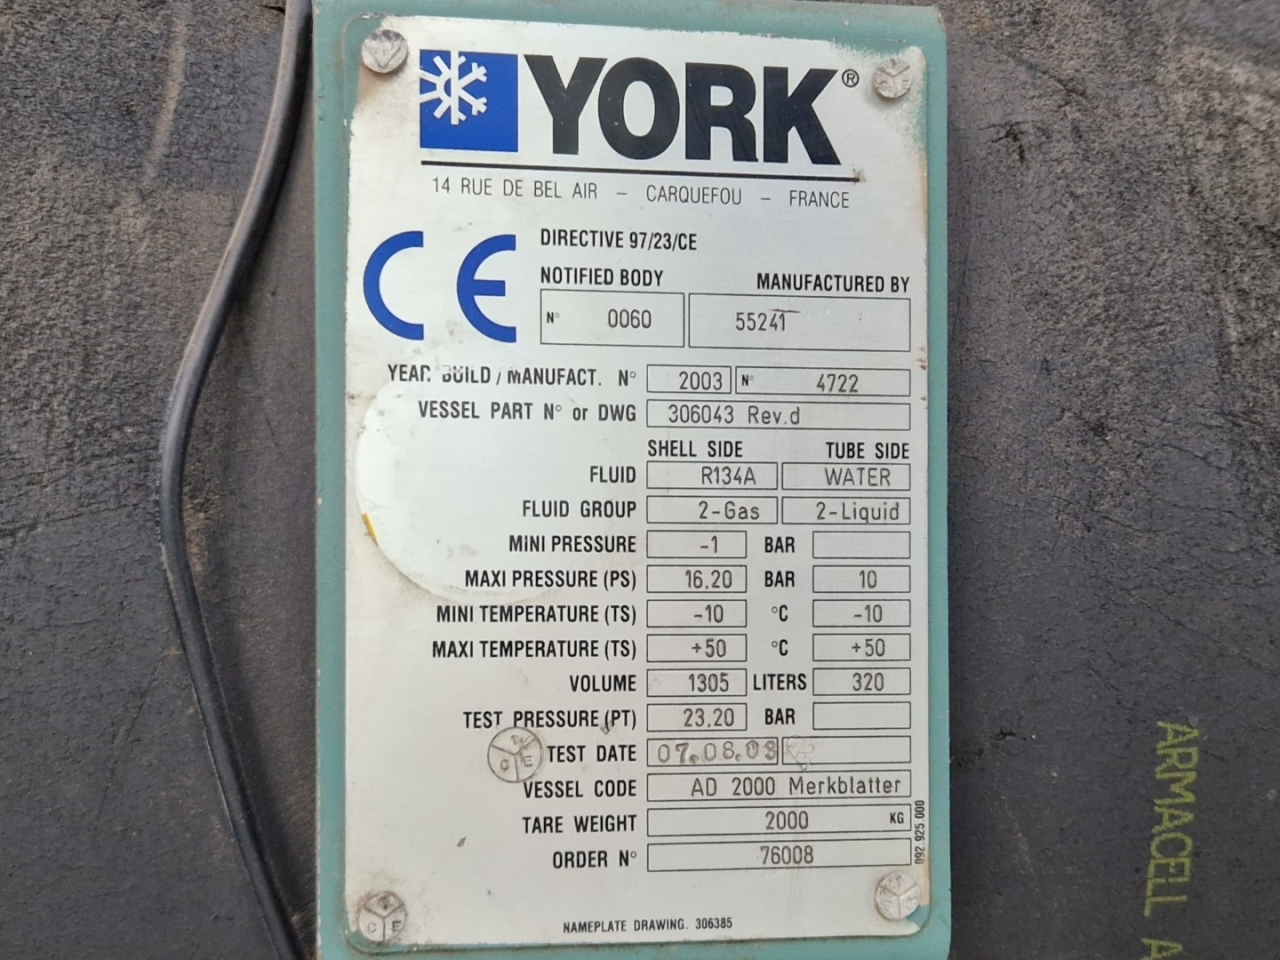 YORK®
14 RUE DE BEL AIR – CARQUEFOU – FRANCE
CE
DIRECTIVE 97/23/CE
NOTIFIED BODY MANUFACTURED BY
N° 0060 55241
YEAR BUILD / MANUFACT. N° 2003 N° 4722
VESSEL PART N° or DWG 306043 Rev.d
SHELL SIDE TUBE SIDE
FLUID R134A WATER
FLUID GROUP 2-Gas 2-Liquid
MINI PRESSURE -1 BAR
MAXI PRESSURE (PS) 16.20 BAR 10
MINI TEMPERATURE (TS) -10 °C -10
MAXI TEMPERATURE (TS) +50 °C +50
VOLUME 1305 LITERS 320
TEST PRESSURE (PT) 23.20 BAR
TEST DATE 07.08.03
VESSEL CODE AD 2000 Merkblatter
TARE WEIGHT 2000 KG
ORDER N° 76008
092.925.000
NAMEPLATE DRAWING. 306385
ARMACELL A